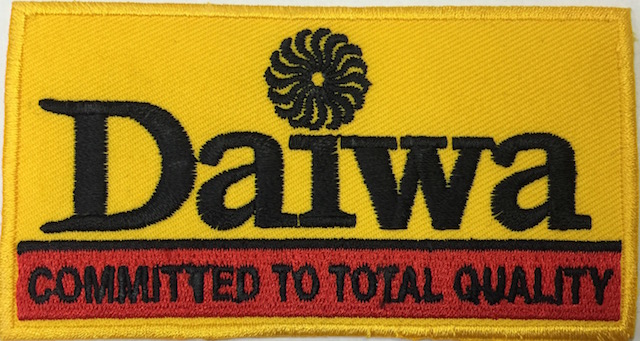 Daiwa
COMMITTED TO TOTAL QUALITY